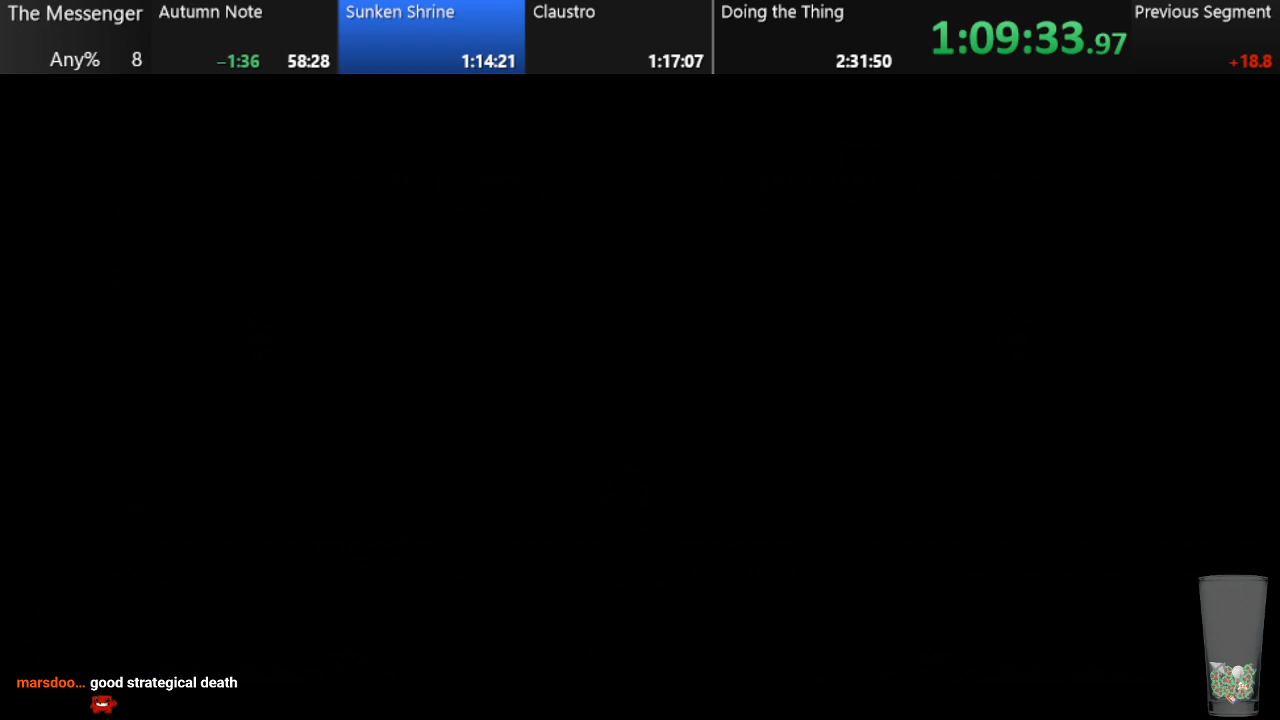 The Messenger
Any% 8
Autumn Note
−1:36 58:28
Sunken Shrine
1:14:21
Claustro
1:17:07
Doing the Thing
2:31:50
1:09:33.97
Previous Segment
+18.8
marsdoo... good strategical death